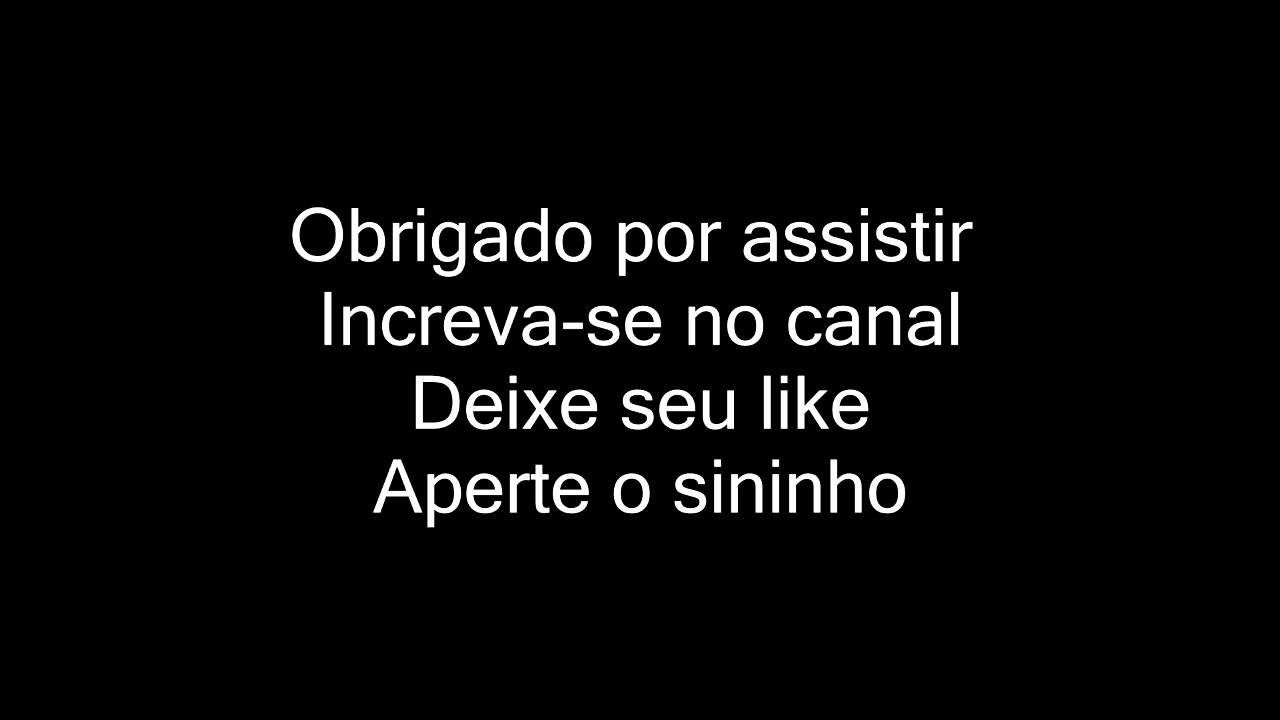 Obrigado por assistir
Increva-se no canal
Deixe seu like
Aperte o sininho